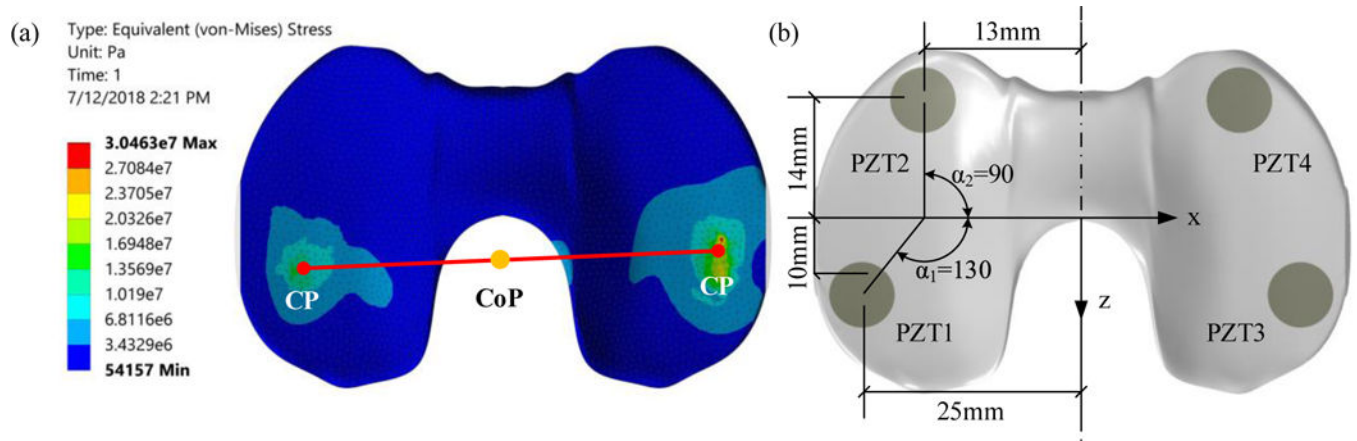 (a)
Type: Equivalent (von-Mises) Stress
Unit: Pa
Time: 1
7/12/2018 2:21 PM
3.0463e7 Max
2.7084e7
2.3705e7
2.0326e7
1.6948e7
1.3569e7
1.019e7
6.8116e6
3.4329e6
54157 Min
CP
CoP
CP
(b)
13mm
14mm
PZT2
α₂=90
PZT4
x
10mm
α₁=130
z
PZT1
PZT3
25mm